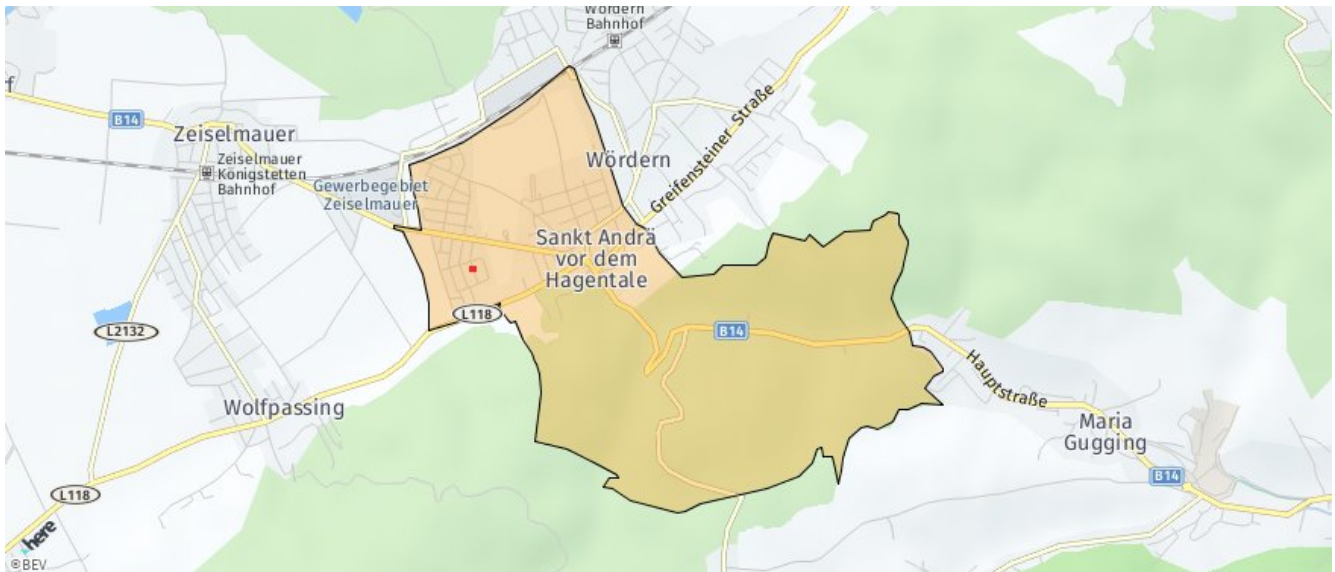 Wördern
Bahnhof
f
B14
Zeiselmauer
Zeiselmauer
Königstetten
Bahnhof
Gewerbegebiet
Zeiselmauer
Wördern
Greifensteiner Straße
Sankt Andrä
vor dem
Hagentale
L118
L2132
B14
Hauptstraße
Wolfpassing
Maria
Gugging
B14
L118
here
©BEV